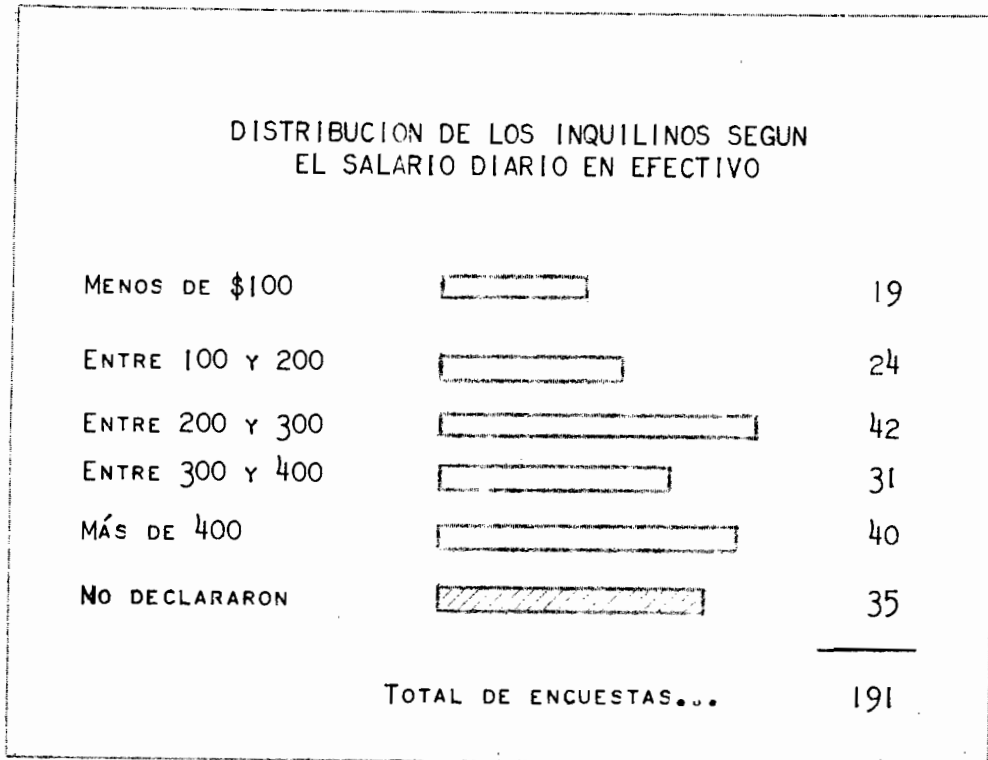 DISTRIBUCION DE LOS INQUILINOS SEGUN
EL SALARIO DIARIO EN EFECTIVO
MENOS DE $100 19
ENTRE 100 Y 200 24
ENTRE 200 Y 300 42
ENTRE 300 Y 400 31
MÁS DE 400 40
NO DECLARARON 35
TOTAL DE ENCUESTAS... 191